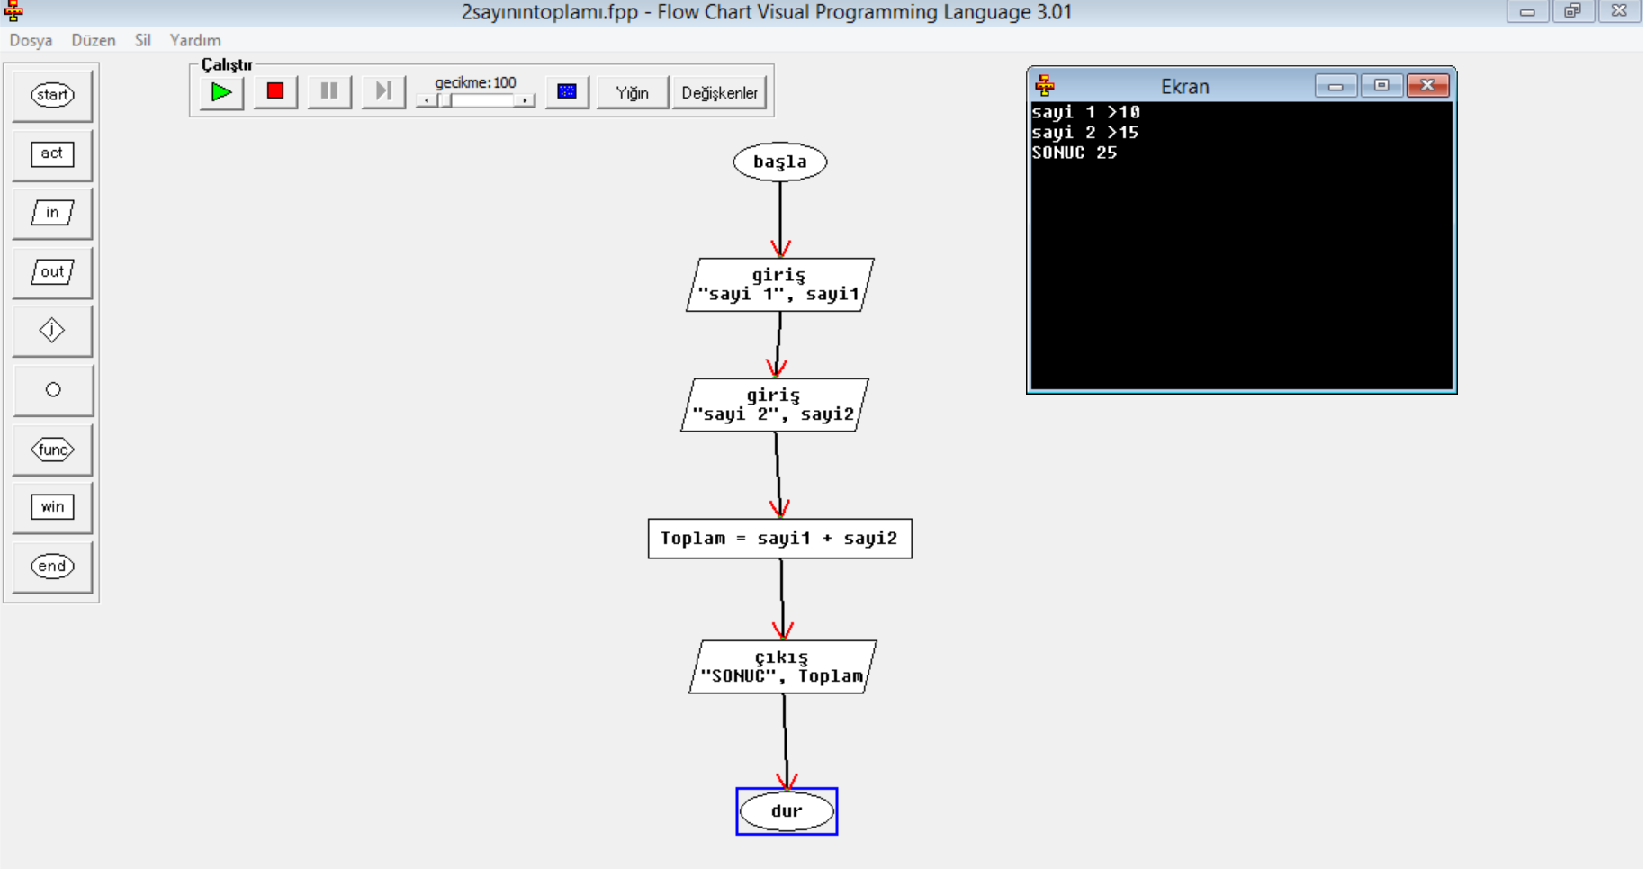 2sayınıntoplamı.fpp - Flow Chart Visual Programming Language 3.01
Dosya Düzen Sil Yardım
Çalıştır
gecikme:100
Yığın
Değişkenler
start
act
in
out
j
func
win
end
başla
giriş
"sayi 1", sayi1
giriş
"sayi 2", sayi2
Toplam = sayi1 + sayi2
çıkış
"SONUC", Toplam
dur
Ekran
sayi 1 >10
sayi 2 >15
SONUC 25